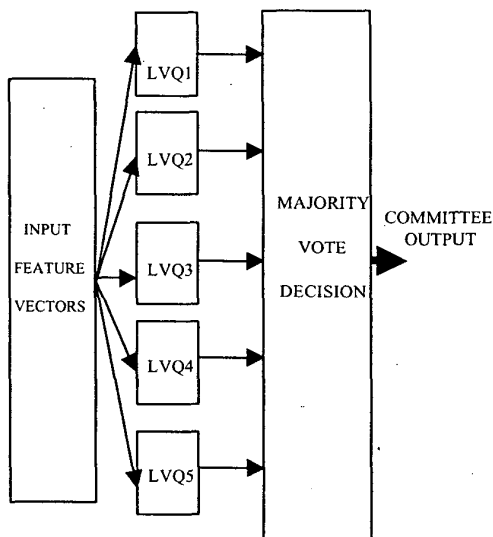 LVQ1
LVQ2
LVQ3
LVQ4
LVQ5
INPUT
FEATURE
VECTORS
MAJORITY
VOTE
DECISION
COMMITTEE
OUTPUT